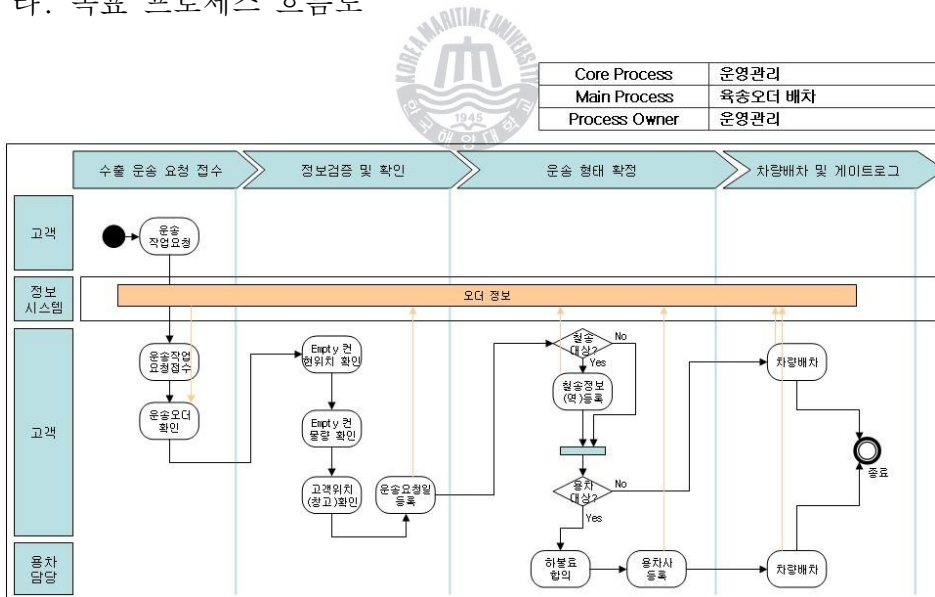 라. 목표 프로세스 흐름도
KOREA MARITIME UNIVERSITY
1945
한국해양대학교
Core Process 운영관리
Main Process 육송오더 배차
Process Owner 운영관리
수출 운송 요청 접수
정보검증 및 확인
운송 형태 확정
차량배차 및 게이트로그
고객
운송
작업요청
정보
시스템
오더 정보
고객
운송작업
요청접수
운송오더
확인
Empty 컨
현위치 확인
Empty 컨
물량 확인
고객위치
(창고)확인
운송요청일
등록
철송
대상?
No
Yes
철송정보
(역)등록
용차
대상?
No
Yes
차량배차
종료
용차
담당
하불료
합의
용차사
등록
차량배차